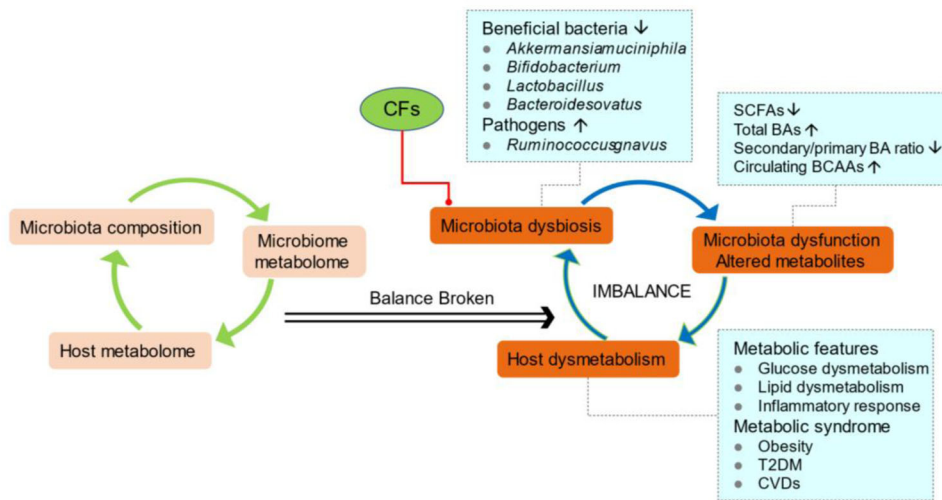 Beneficial bacteria ↓
● Akkermansiamuciniphila
● Bifidobacterium
● Lactobacillus
● Bacteroidesovatus
Pathogens ↑
● Ruminococcusgnavus
CFs
SCFAs ↓
Total BAs ↑
Secondary/primary BA ratio ↓
Circulating BCAAs ↑
Microbiota composition
Microbiome
metabolome
Host metabolome
Balance Broken
Microbiota dysbiosis
Microbiota dysfunction
Altered metabolites
IMBALANCE
Host dysmetabolism
Metabolic features
● Glucose dysmetabolism
● Lipid dysmetabolism
● Inflammatory response
Metabolic syndrome
● Obesity
● T2DM
● CVDs